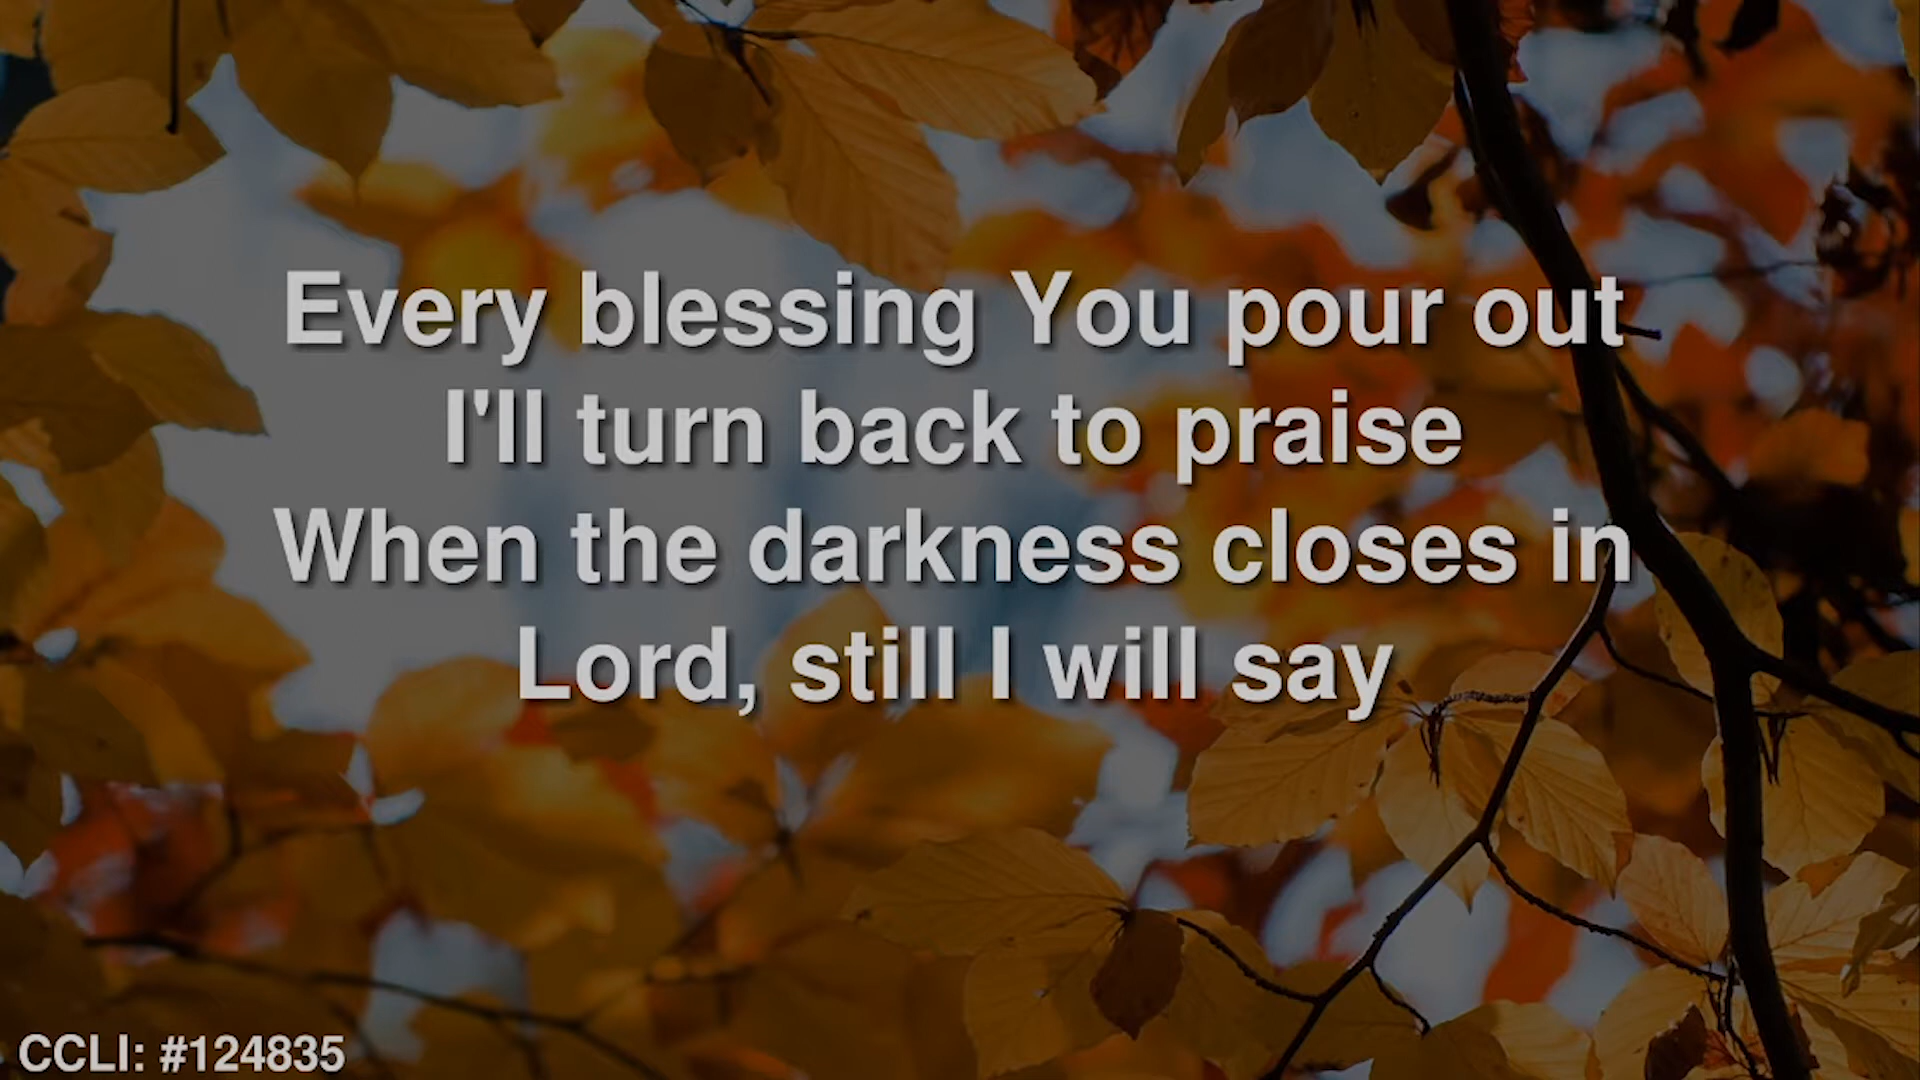 Every blessing You pour out
I'll turn back to praise
When the darkness closes in
Lord, still I will say
CCLI: #124835